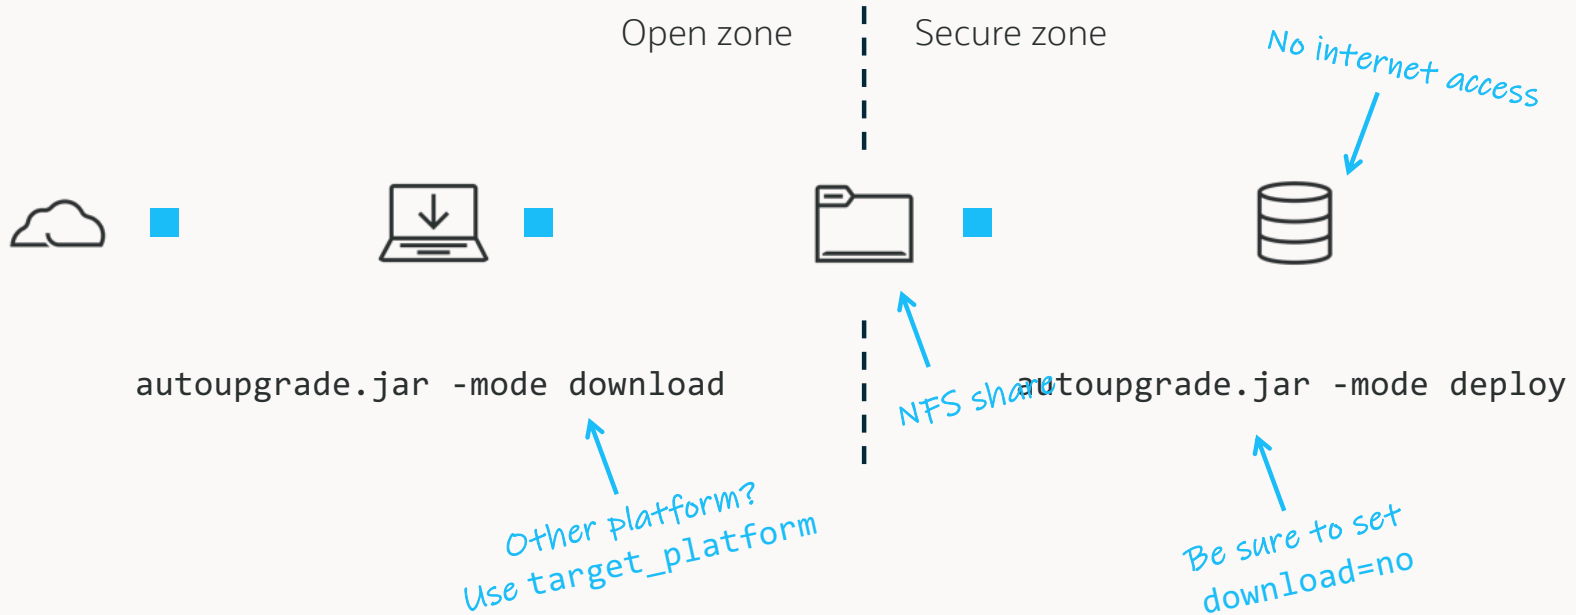 Open zone
Secure zone
No internet access
autoupgrade.jar -mode download
NFS share
autoupgrade.jar -mode deploy
Other platform?
Use target_platform
Be sure to set
download=no